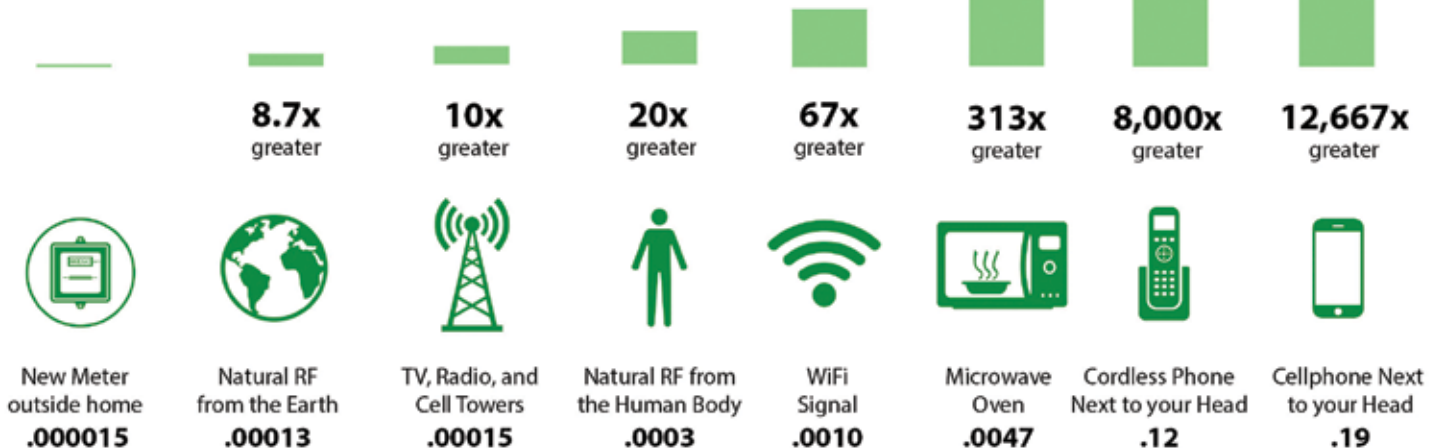 8.7x
greater
10x
greater
20x
greater
67x
greater
313x
greater
8,000x
greater
12,667x
greater
New Meter
outside home
.000015
Natural RF
from the Earth
.00013
TV, Radio, and
Cell Towers
.00015
Natural RF from
the Human Body
.0003
WiFi
Signal
.0010
Microwave
Oven
.0047
Cordless Phone
Next to your Head
.12
Cellphone Next
to your Head
.19